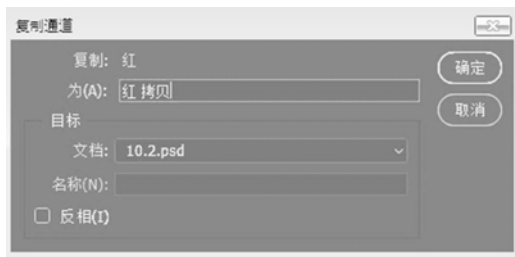 复制通道
复制: 红
为(A): 红 拷贝
确定
取消
目标
文档: 10.2.psd
名称(N):
反相(I)